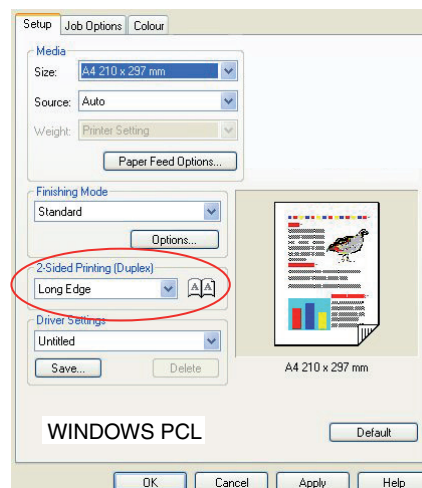 Setup Job Options Colour
Media
Size: A4 210 x 297 mm
Source: Auto
Weight: Printer Setting
Paper Feed Options...
Finishing Mode
Standard
Options...
2-Sided Printing (Duplex)
Long Edge
A A
Driver Settings
Untitled
Save... Delete
A4 210 x 297 mm
WINDOWS PCL
Default
OK Cancel Apply Help